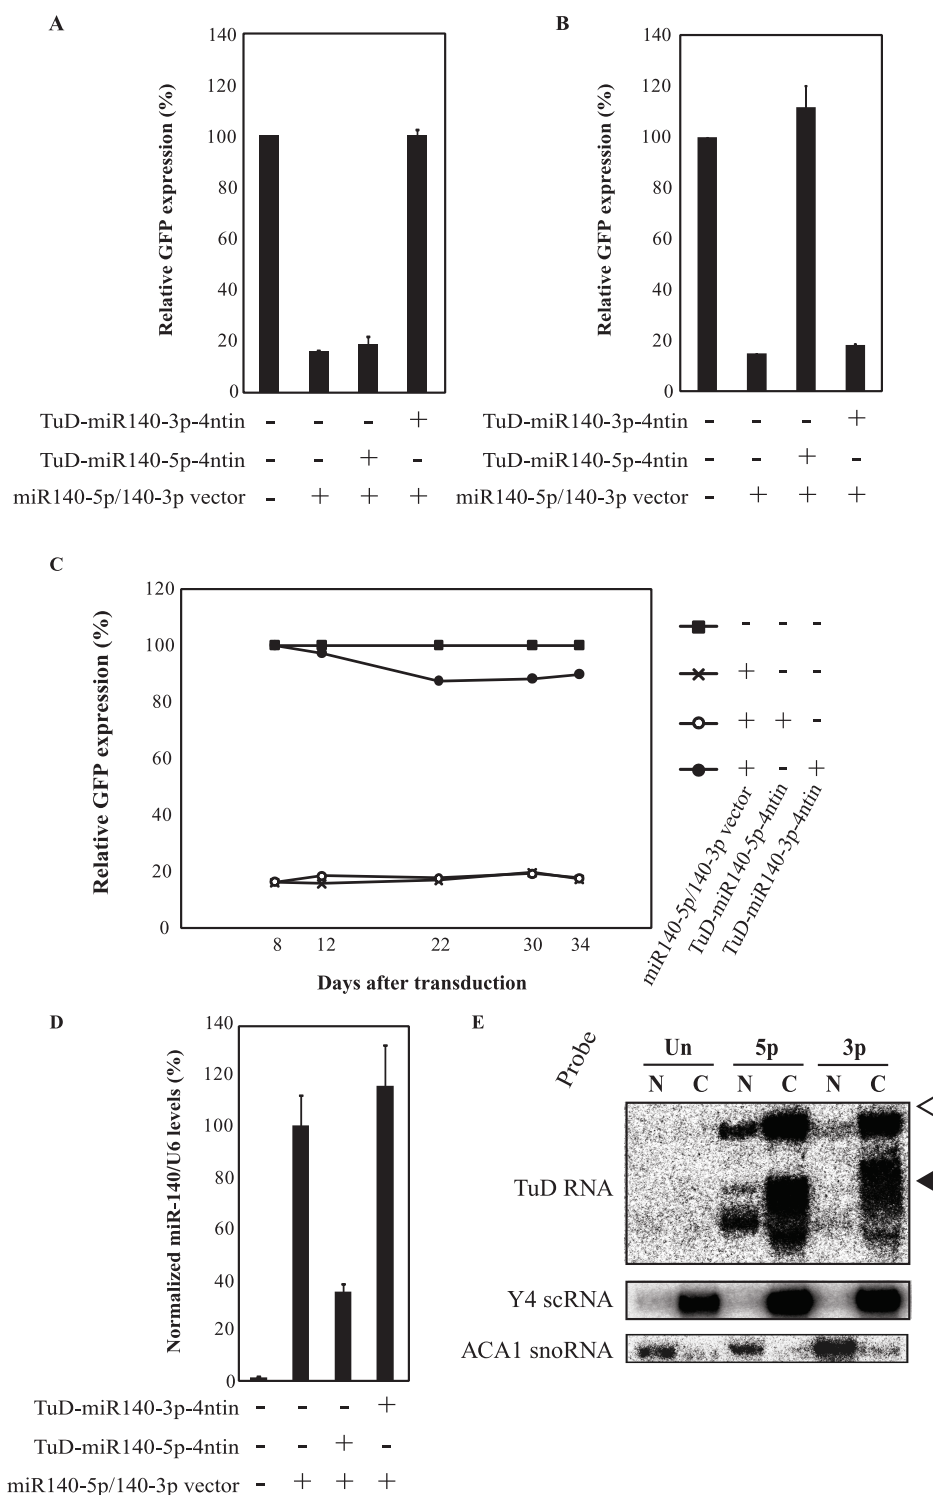 A
Relative GFP expression (%)
140
120
100
80
60
40
20
0
TuD-miR140-3p-4ntin - - - +
TuD-miR140-5p-4ntin - - + -
miR140-5p/140-3p vector - + + +
B
Relative GFP expression (%)
140
120
100
80
60
40
20
0
TuD-miR140-3p-4ntin - - - +
TuD-miR140-5p-4ntin - - + -
miR140-5p/140-3p vector - + + +
C
Relative GFP expression (%)
120
100
80
60
40
20
0
8 12 22 30 34
Days after transduction
- - -
+ - -
+ + -
+ - +
miR140-5p/140-3p vector
TuD-miR140-5p-4ntin
TuD-miR140-3p-4ntin
D
Normalized miR-140/U6 levels (%)
140
120
100
80
60
40
20
0
TuD-miR140-3p-4ntin - - - +
TuD-miR140-5p-4ntin - - + -
miR140-5p/140-3p vector - + + +
E
Probe
Un 5p 3p
N C N C N C
TuD RNA
Y4 scRNA
ACA1 snoRNA